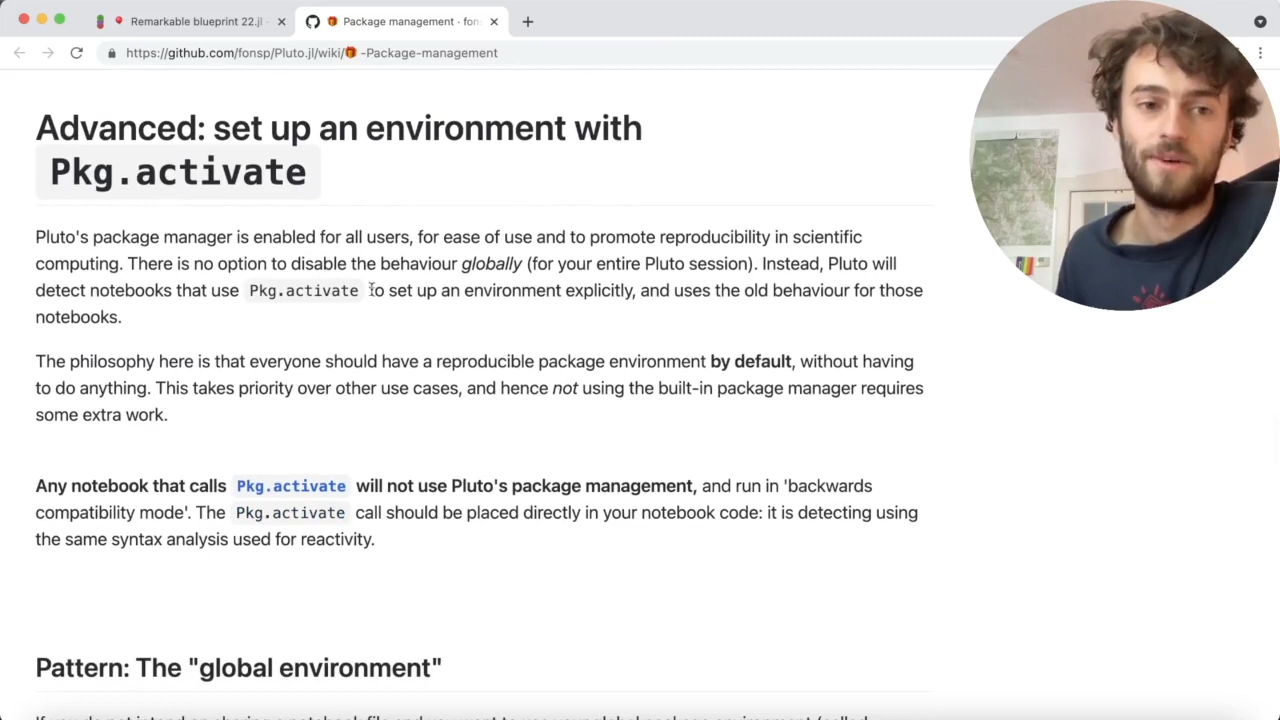 Remarkable blueprint 22.jl
Package management · fon
https://github.com/fonsp/Pluto.jl/wiki/🎁-Package-management
Advanced: set up an environment with
Pkg.activate
Pluto's package manager is enabled for all users, for ease of use and to promote reproducibility in scientific
computing. There is no option to disable the behaviour globally (for your entire Pluto session). Instead, Pluto will
detect notebooks that use Pkg.activate to set up an environment explicitly, and uses the old behaviour for those
notebooks.
The philosophy here is that everyone should have a reproducible package environment by default, without having
to do anything. This takes priority over other use cases, and hence not using the built-in package manager requires
some extra work.
Any notebook that calls Pkg.activate will not use Pluto's package management, and run in 'backwards
compatibility mode'. The Pkg.activate call should be placed directly in your notebook code: it is detecting using
the same syntax analysis used for reactivity.
Pattern: The "global environment"